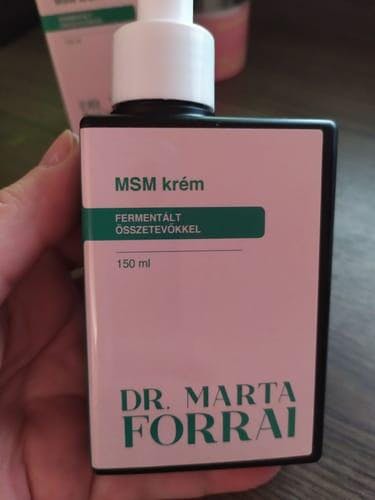 MSM krém
FERMENTÁLT
ÖSSZETEVŐKKEL
150 ml
DR. MARTA
FORRAI